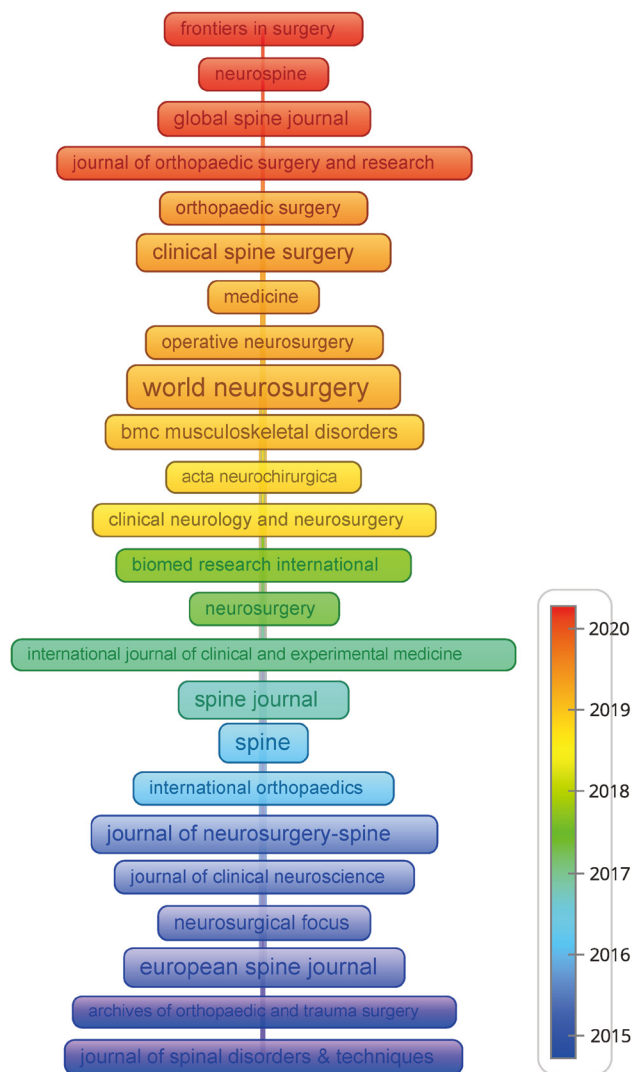 frontiers in surgery
neurospine
global spine journal
journal of orthopaedic surgery and research
orthopaedic surgery
clinical spine surgery
medicine
operative neurosurgery
world neurosurgery
bmc musculoskeletal disorders
acta neurochirurgica
clinical neurology and neurosurgery
biomed research international
neurosurgery
international journal of clinical and experimental medicine
spine journal
spine
international orthopaedics
journal of neurosurgery-spine
journal of clinical neuroscience
neurosurgical focus
european spine journal
archives of orthopaedic and trauma surgery
journal of spinal disorders & techniques
2020
2019
2018
2017
2016
2015